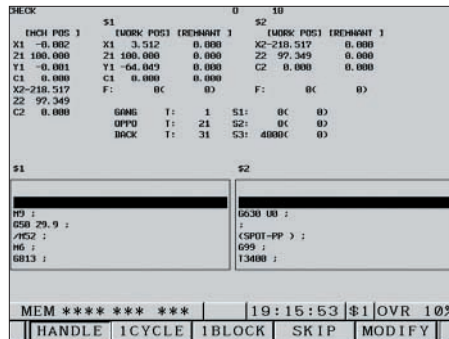 CHECK 0 10
$1 $2
[MCH POS ] [WORK POS] [REMNANT ] [WORK POS] [REMNANT ]
X1 -0.002 X1 3.512 0.000 X2-218.517 0.000
Z1 100.000 Z1 100.000 0.000 Z2 97.349 0.000
Y1 -0.001 Y1 -64.049 0.000 C2 0.000 0.000
C1 0.000 C1 0.000 0.000
X2-218.517 F: 0( 0) F: 0( 0)
Z2 97.349
C2 0.000 GANG T: 1 S1: 0( 0)
OPPO T: 21 S2: 0( 0)
BACK T: 31 S3: 4000( 0)
$1 $2
M9 ; G630 U0 ;
G50 Z9.9 ; ;
/M52 ; (SPOT-PP ) ;
M6 ; G99 ;
G813 ; T3400 ;
MEM **** *** *** 19:15:53 $1 OVR 10%
HANDLE 1CYCLE 1BLOCK SKIP MODIFY